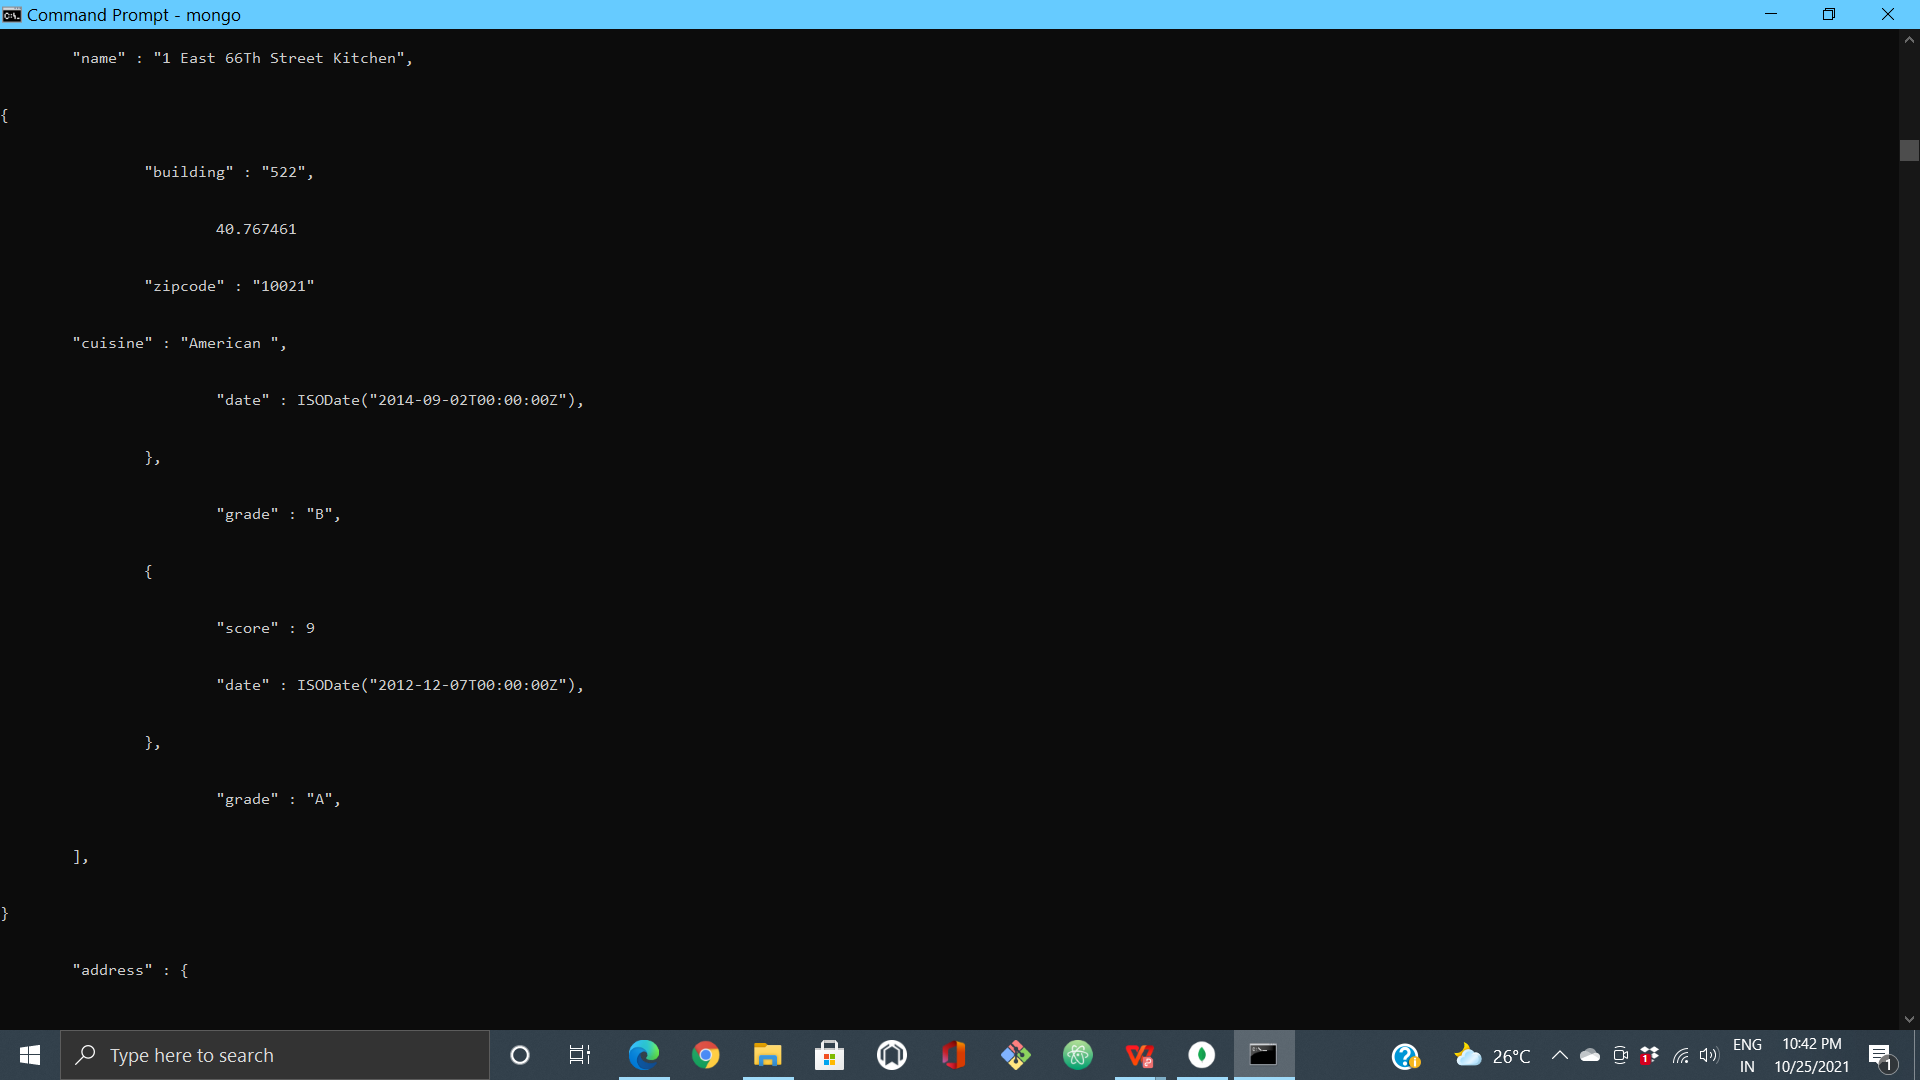 Command Prompt - mongo
"name" : "1 East 66Th Street Kitchen",
{
"building" : "522",
40.767461
"zipcode" : "10021"
"cuisine" : "American ",
"date" : ISODate("2014-09-02T00:00:00Z"),
},
"grade" : "B",
{
"score" : 9
"date" : ISODate("2012-12-07T00:00:00Z"),
},
"grade" : "A",
],
}
"address" : {
Type here to search
26°C
ENG
IN
10:42 PM
10/25/2021
1
1